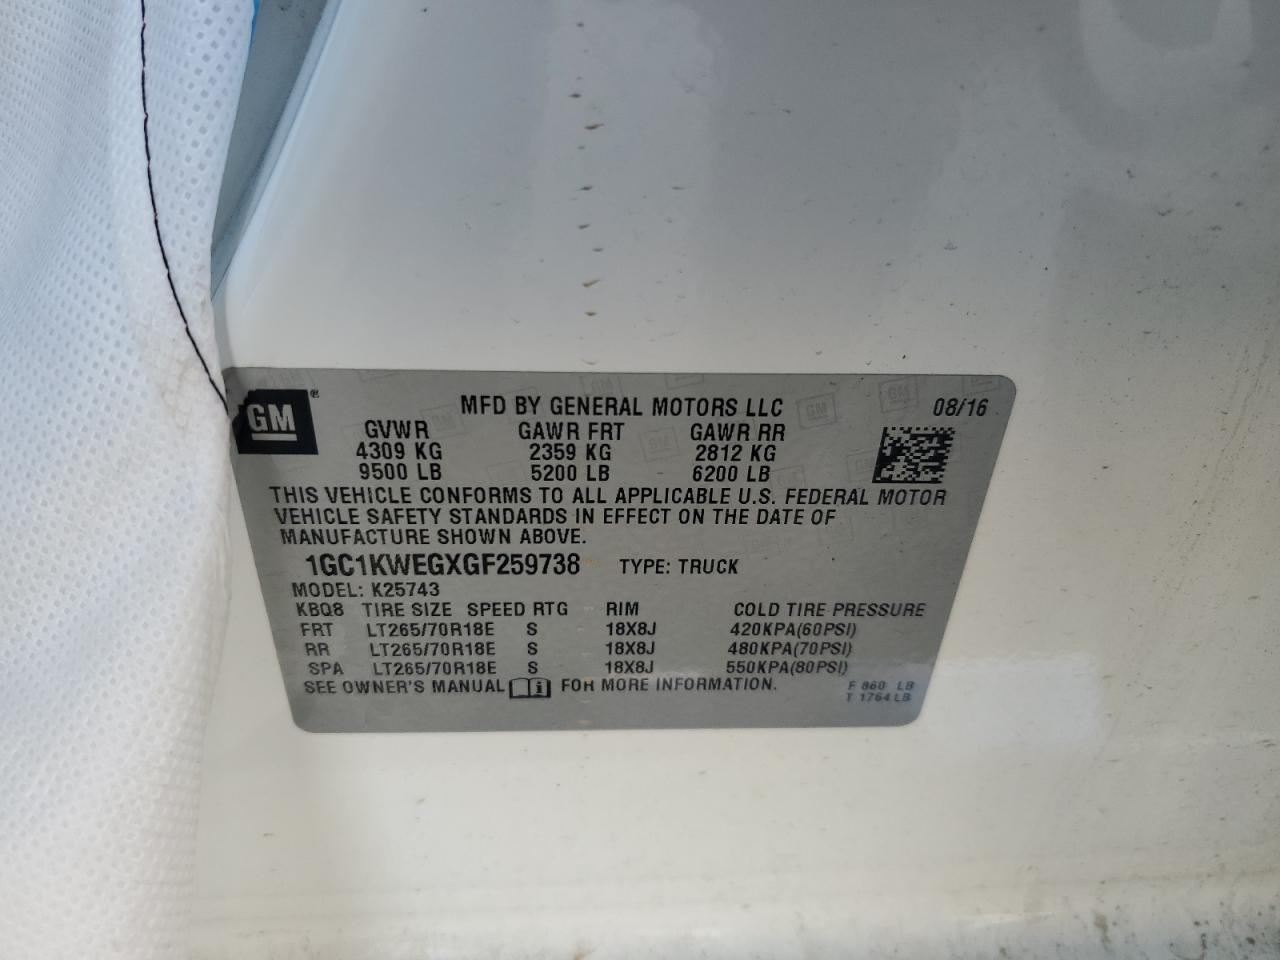 GM®
MFD BY GENERAL MOTORS LLC 08/16
GVWR GAWR FRT GAWR RR
4309 KG 2359 KG 2812 KG
9500 LB 5200 LB 6200 LB
THIS VEHICLE CONFORMS TO ALL APPLICABLE U.S. FEDERAL MOTOR
VEHICLE SAFETY STANDARDS IN EFFECT ON THE DATE OF
MANUFACTURE SHOWN ABOVE.
1GC1KWEGXGF259738 TYPE: TRUCK
MODEL: K25743
KBQ8 TIRE SIZE SPEED RTG RIM COLD TIRE PRESSURE
FRT LT265/70R18E S 18X8J 420KPA(60PSI)
RR LT265/70R18E S 18X8J 480KPA(70PSI)
SPA LT265/70R18E S 18X8J 550KPA(80PSI)
SEE OWNER'S MANUAL FOR MORE INFORMATION.
F 860 LB
T 1764 LB